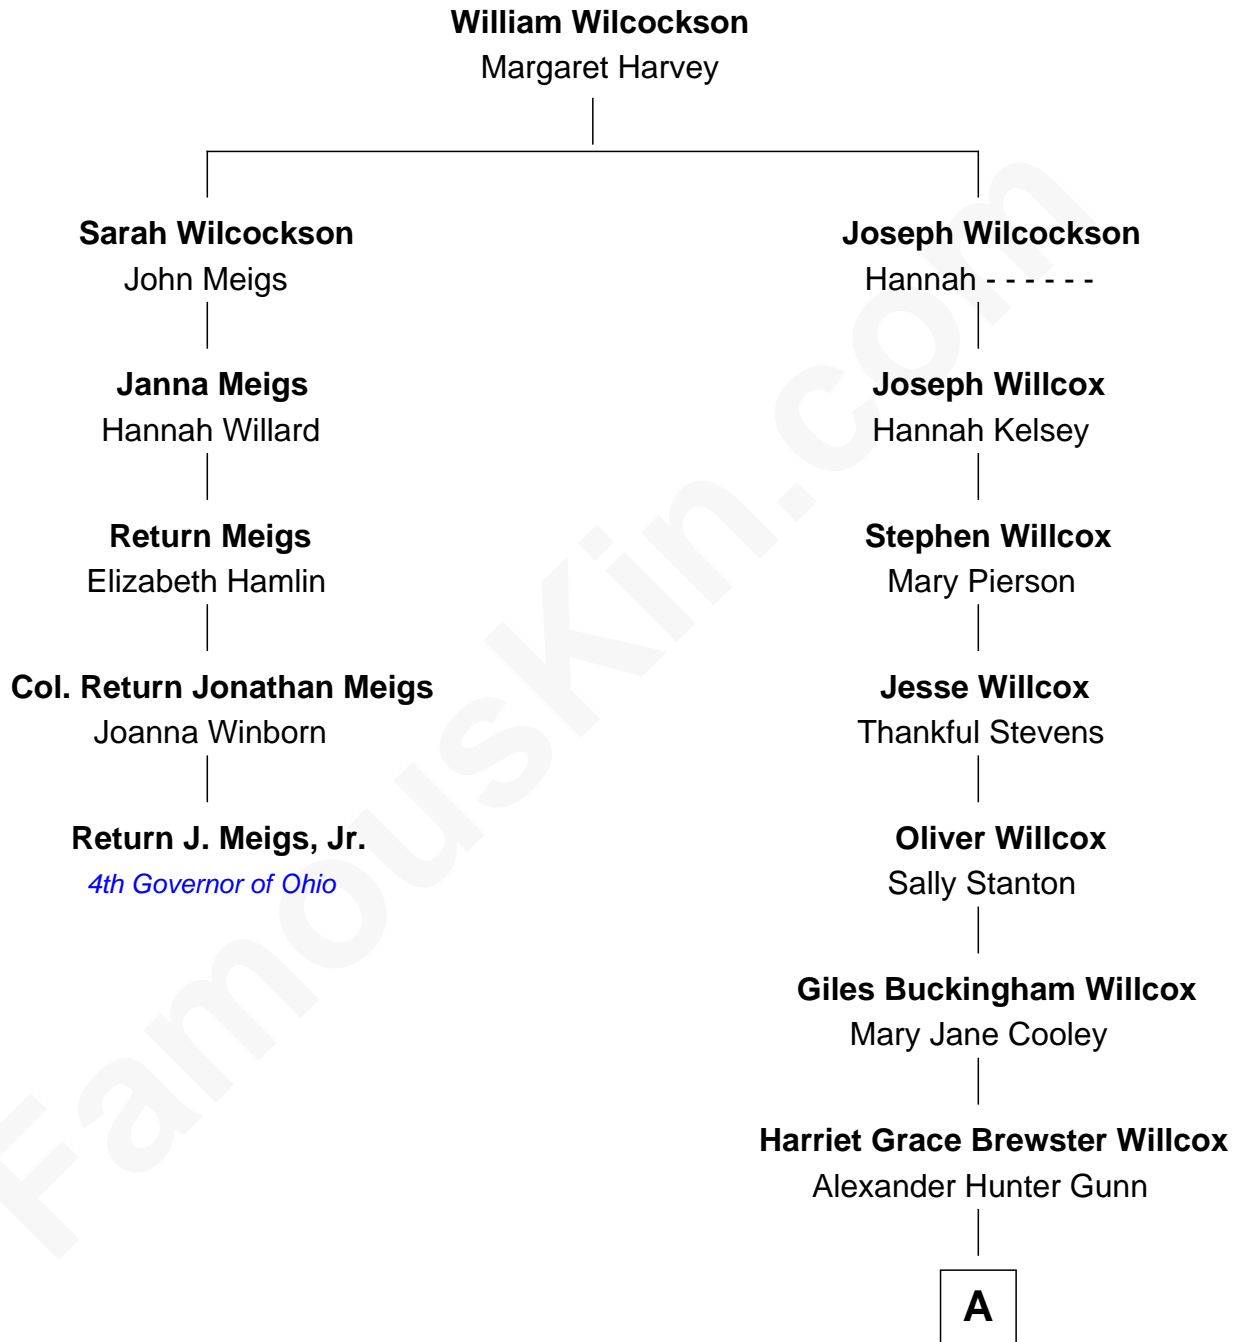 William Wilcockson
Margaret Harvey
Sarah Wilcockson
John Meigs
Janna Meigs
Hannah Willard
Return Meigs
Elizabeth Hamlin
Col. Return Jonathan Meigs
Joanna Winborn
Return J. Meigs, Jr.
4th Governor of Ohio
Joseph Wilcockson
Hannah - - - - - -
Joseph Willcox
Hannah Kelsey
Stephen Willcox
Mary Pierson
Jesse Willcox
Thankful Stevens
Oliver Willcox
Sally Stanton
Giles Buckingham Willcox
Mary Jane Cooley
Harriet Grace Brewster Willcox
Alexander Hunter Gunn
A
FamousKin.com